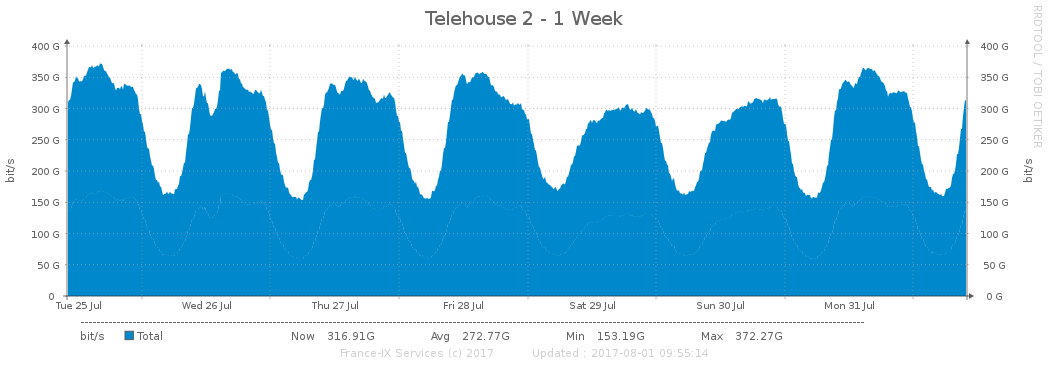 Telehouse 2 - 1 Week
RRDTOOL / TOBI OETIKER
bit/s
400 G 400 G
350 G 350 G
300 G 300 G
250 G 250 G
200 G 200 G
150 G 150 G
100 G 100 G
50 G 50 G
0 0 G
bit/s
Tue 25 Jul Wed 26 Jul Thu 27 Jul Fri 28 Jul Sat 29 Jul Sun 30 Jul Mon 31 Jul
bit/s Total Now 316.91G Avg 272.77G Min 153.19G Max 372.27G
France-IX Services (c) 2017 Updated : 2017-08-01 09:55:14